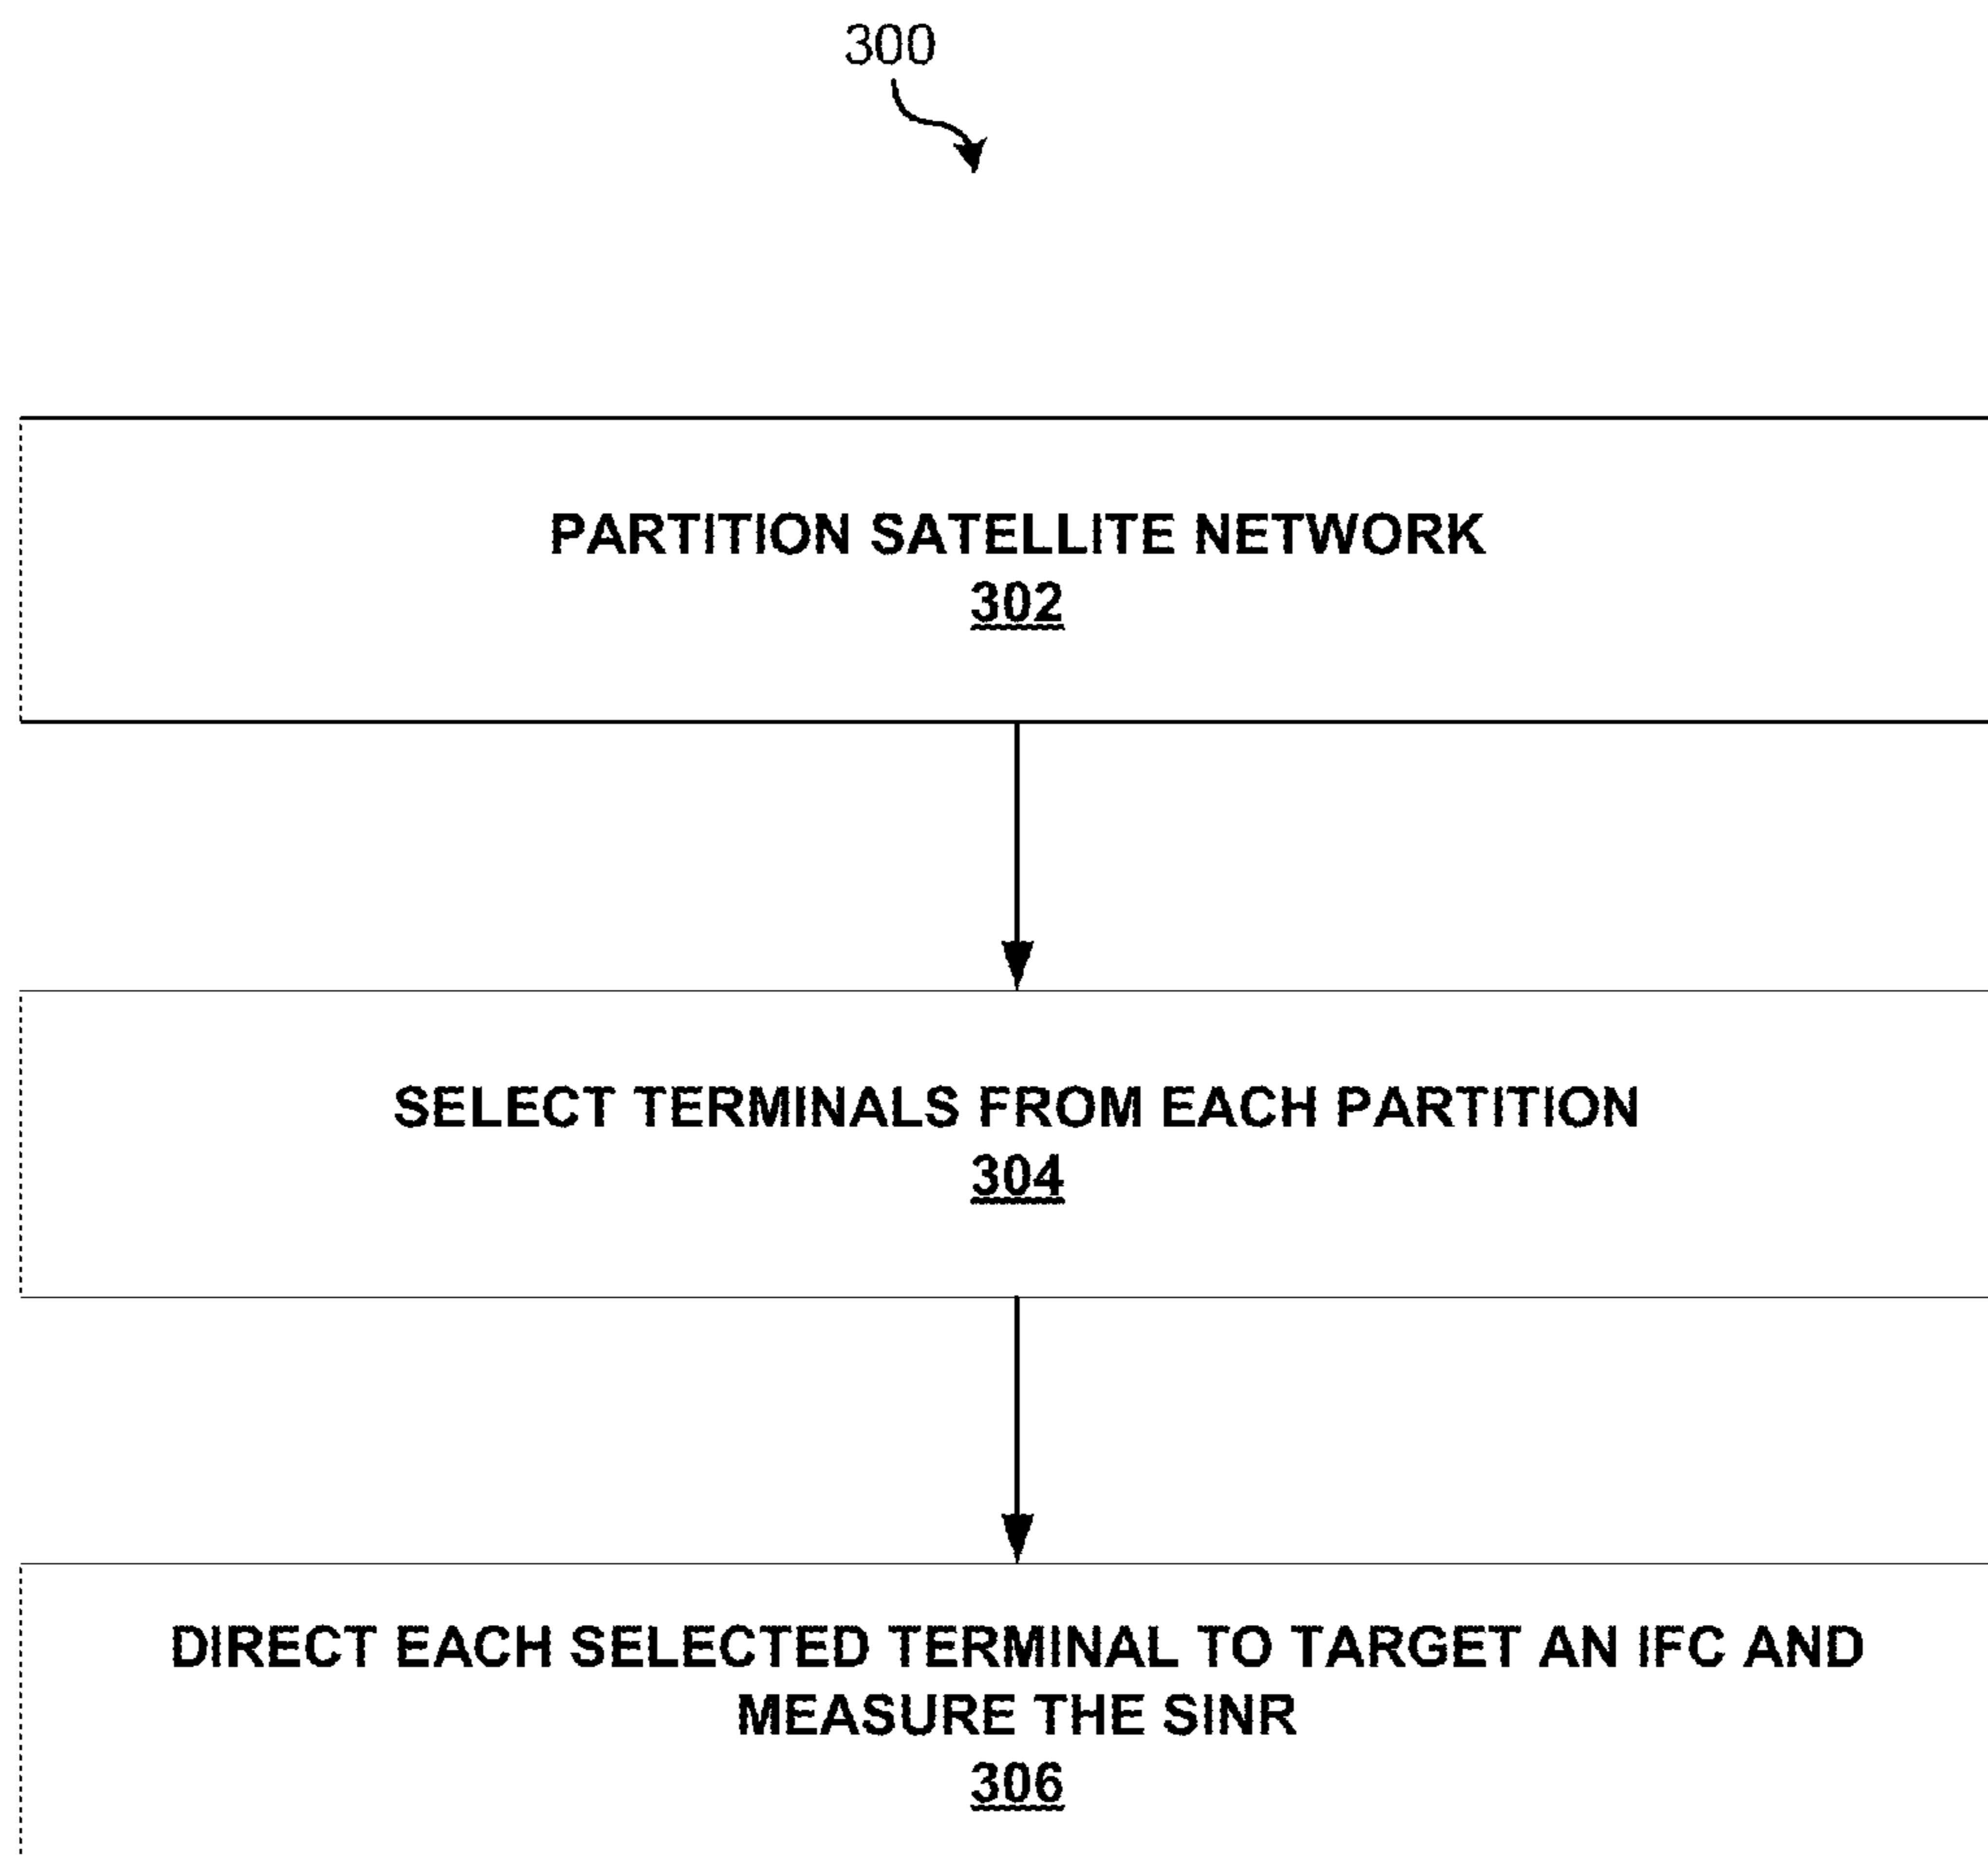 300
PARTITION SATELLITE NETWORK
302
SELECT TERMINALS FROM EACH PARTITION
304
DIRECT EACH SELECTED TERMINAL TO TARGET AN IFC AND
MEASURE THE SINR
306